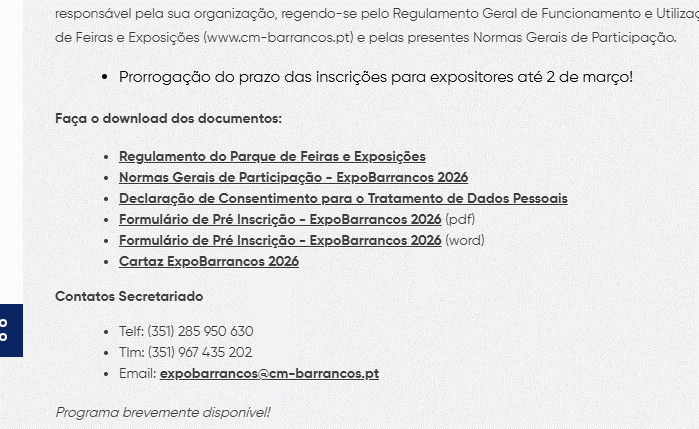 responsável pela sua organização, regendo-se pelo Regulamento Geral de Funcionamento e
de Feiras e Exposições (www.cm-barrancos.pt) e pelas presentes Normas Gerais de Participação.
• Prorrogação do prazo das inscrições para expositores até 2 de março!
Faça o download dos documentos:
• Regulamento do Parque de Feiras e Exposições
• Normas Gerais de Participação - ExpoBarrancos 2026
• Declaração de Consentimento para o Tratamento de Dados Pessoais
• Formulário de Pré Inscrição - ExpoBarrancos 2026 (pdf)
• Formulário de Pré Inscrição - ExpoBarrancos 2026 (word)
• Cartaz ExpoBarrancos 2026
Contatos Secretariado
• Telf: (351) 285 950 630
• Tlm: (351) 967 435 202
• Email: expobarrancos@cm-barrancos.pt
Programa brevemente disponível!